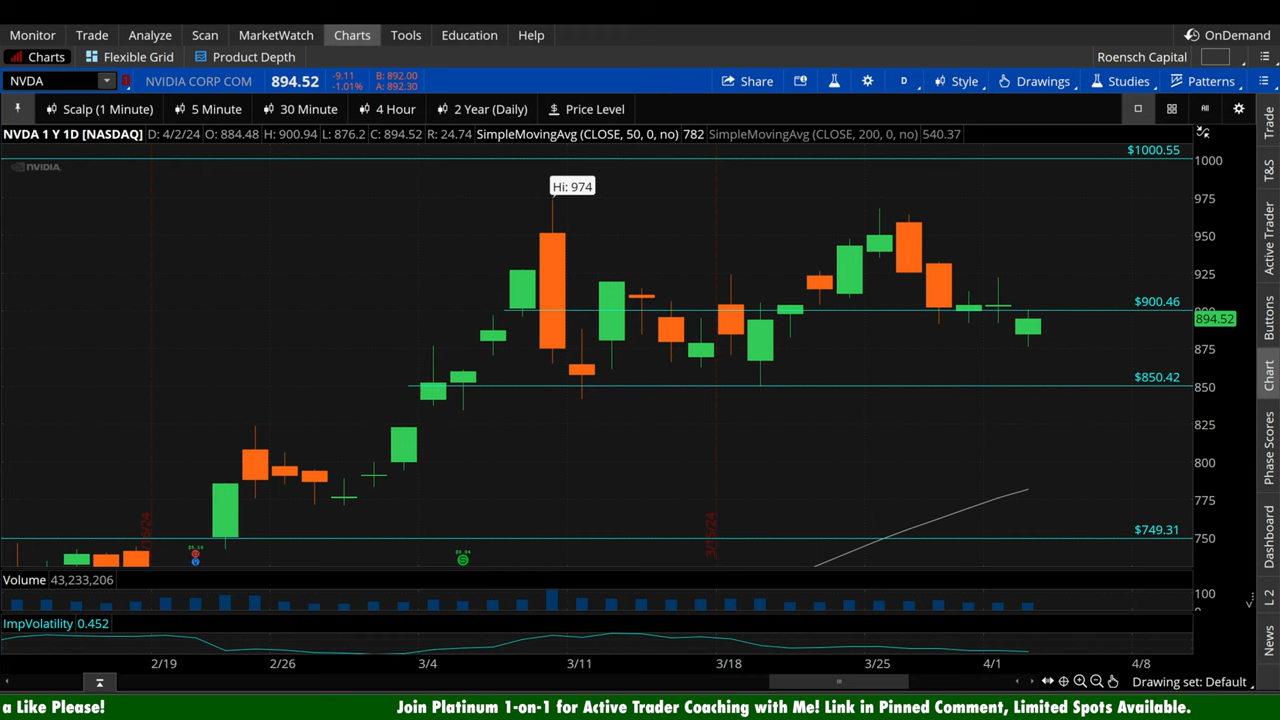 Monitor Trade Analyze Scan MarketWatch Charts Tools Education Help OnDemand
Charts Flexible Grid Product Depth Roensch Capital
NVDA NVIDIA CORP COM 894.52 -9.11 -1.01% B: 892.00 A: 892.30 Share D Style Drawings Studies Patterns
Scalp (1 Minute) 5 Minute 30 Minute 4 Hour 2 Year (Daily) Price Level
NVDA 1 Y 1D [NASDAQ] D: 4/2/24 O: 884.48 H: 900.94 L: 876.2 C: 894.52 R: 24.74 SimpleMovingAvg (CLOSE, 50, 0, no) 782 SimpleMovingAvg (CLOSE, 200, 0, no) 540.37
NVIDIA.
$1000.55
1000
Hi: 974
975
950
925
$900.46
894.52
875
$850.42
850
825
800
775
$749.31
750
3/15/24
Volume 43,233,206
100
ImpVolatility 0.452
2/19 2/26 3/4 3/11 3/18 3/25 4/1 4/8
Drawing set: Default
Trade
T&S
Active Trader
Buttons
Chart
Phase Scores
Dashboard
L 2
News
a Like Please! Join Platinum 1-on-1 for Active Trader Coaching with Me! Link in Pinned Comment, Limited Spots Available.